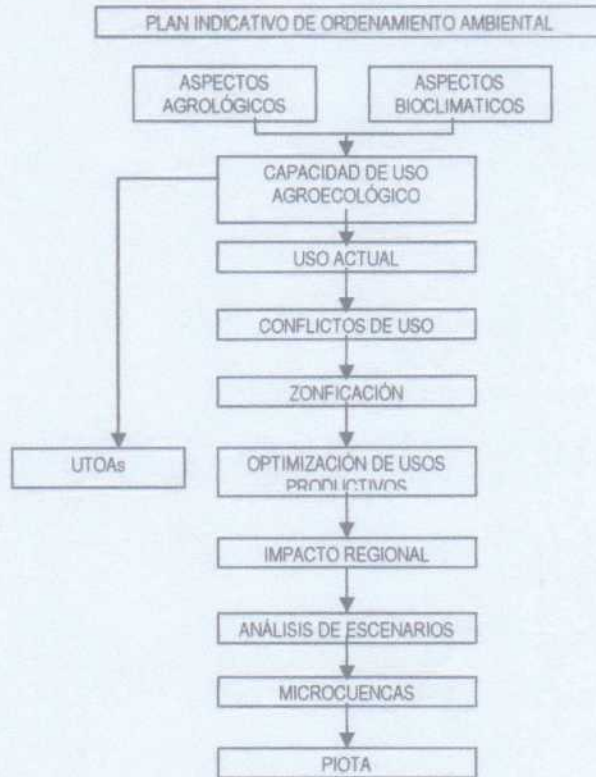 PLAN INDICATIVO DE ORDENAMIENTO AMBIENTAL
ASPECTOS
AGROLÓGICOS
ASPECTOS
BIOCLIMATICOS
CAPACIDAD DE USO
AGROECOLÓGICO
USO ACTUAL
CONFLICTOS DE USO
ZONFICACIÓN
UTOAs
OPTIMIZACIÓN DE USOS
PRODUCTIVOS
IMPACTO REGIONAL
ANÁLISIS DE ESCENARIOS
MICROCUENCAS
PIOTA